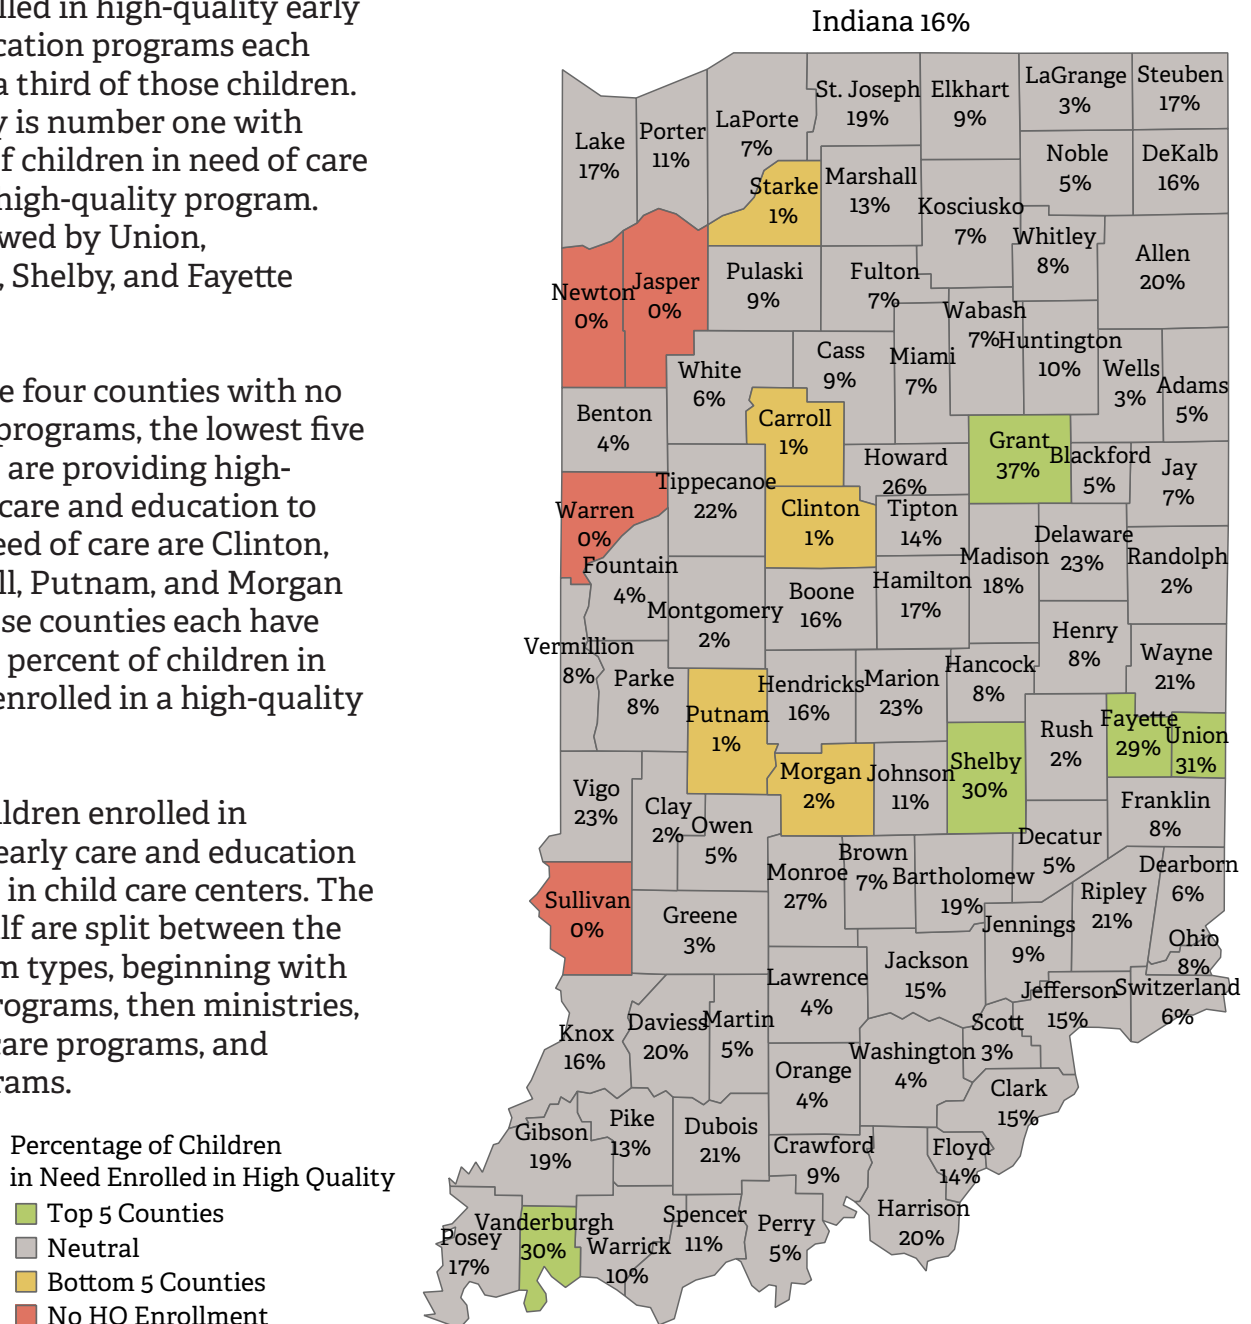 lled in high-quality early
cation programs each
a third of those children.
y is number one with
of children in need of care
high-quality program.
wed by Union,
, Shelby, and Fayette
e four counties with no
programs, the lowest five
are providing high-
care and education to
eed of care are Clinton,
ll, Putnam, and Morgan
se counties each have
percent of children in
enrolled in a high-quality
ildren enrolled in
early care and education
in child care centers. The
lf are split between the
m types, beginning with
rograms, then ministries,
care programs, and
rams.
Percentage of Children
in Need Enrolled in High Quality
Top 5 Counties
Neutral
Bottom 5 Counties
No HQ Enrollment
Indiana 16%
Lake
17%
Porter
11%
LaPorte
7%
St. Joseph
19%
Elkhart
9%
LaGrange
3%
Steuben
17%
Starke
1%
Marshall
13%
Kosciusko
7%
Noble
5%
DeKalb
16%
Whitley
8%
Allen
20%
Newton
0%
Jasper
0%
Pulaski
9%
Fulton
7%
Wabash
7%
Huntington
10%
White
6%
Cass
9%
Miami
7%
Wells
3%
Adams
5%
Benton
4%
Carroll
1%
Grant
37%
Blackford
5%
Jay
7%
Howard
26%
Warren
0%
Tippecanoe
22%
Clinton
1%
Tipton
14%
Madison
18%
Delaware
23%
Randolph
2%
Fountain
4%
Montgomery
2%
Boone
16%
Hamilton
17%
Henry
8%
Wayne
21%
Vermillion
8%
Parke
8%
Putnam
1%
Hendricks
16%
Marion
23%
Hancock
8%
Rush
2%
Fayette
29%
Union
31%
Morgan
2%
Johnson
11%
Shelby
30%
Vigo
23%
Clay
2%
Owen
5%
Franklin
8%
Decatur
5%
Monroe
27%
Brown
7%
Bartholomew
19%
Dearborn
6%
Ripley
21%
Sullivan
0%
Greene
3%
Jennings
9%
Ohio
8%
Lawrence
4%
Jackson
15%
Jefferson
15%
Switzerland
6%
Knox
16%
Daviess
20%
Martin
5%
Orange
4%
Washington
4%
Scott
3%
Clark
15%
Gibson
19%
Pike
13%
Dubois
21%
Crawford
9%
Floyd
14%
Harrison
20%
Posey
17%
Vanderburgh
30%
Warrick
10%
Spencer
11%
Perry
5%